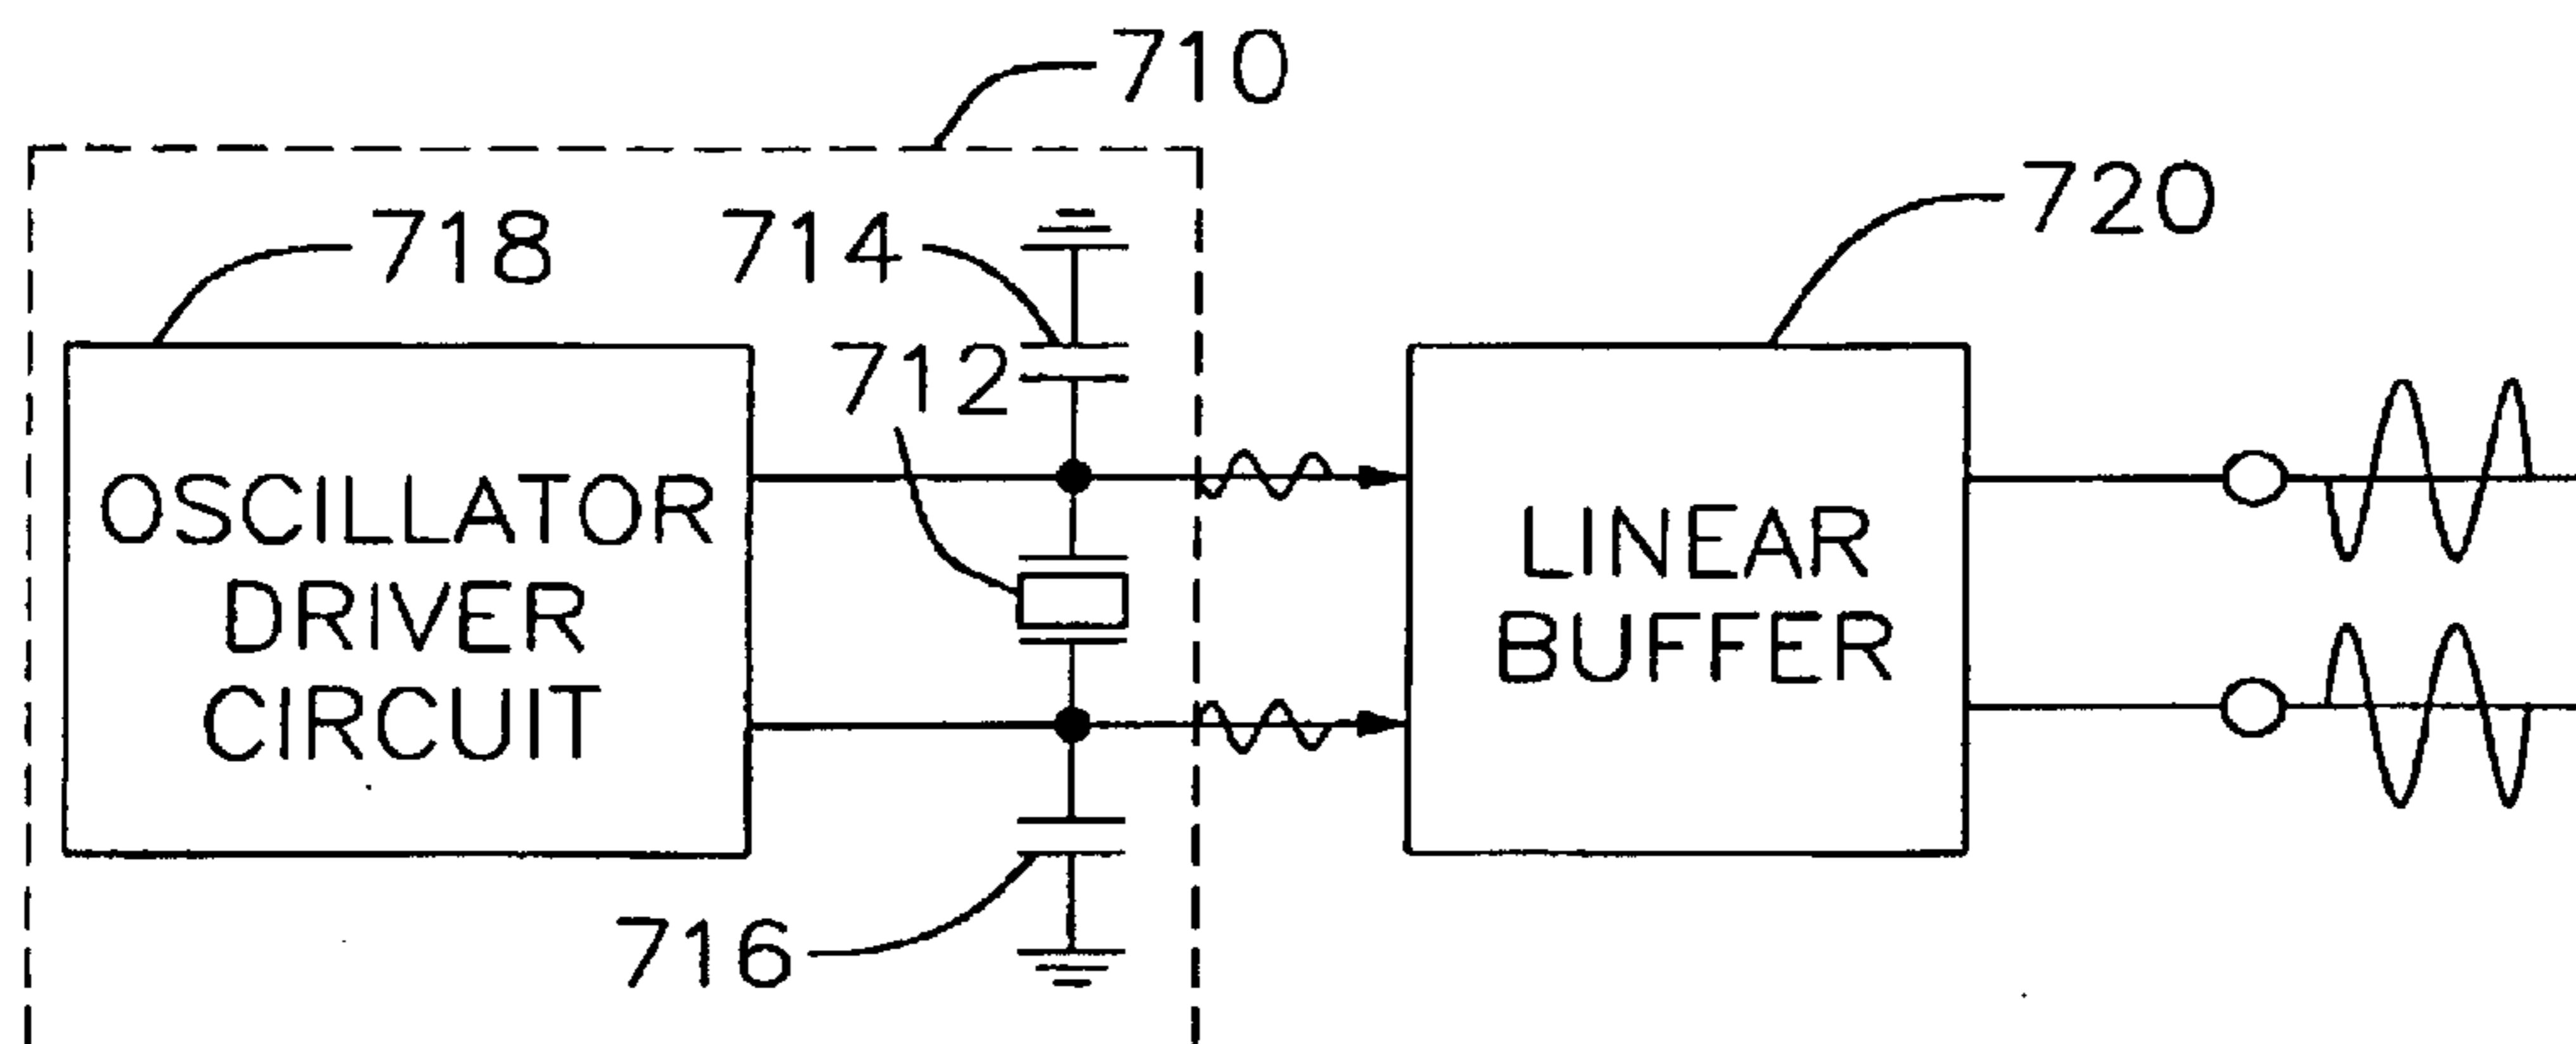 710
718
714
720
712
OSCILLATOR
DRIVER
CIRCUIT
LINEAR
BUFFER
716